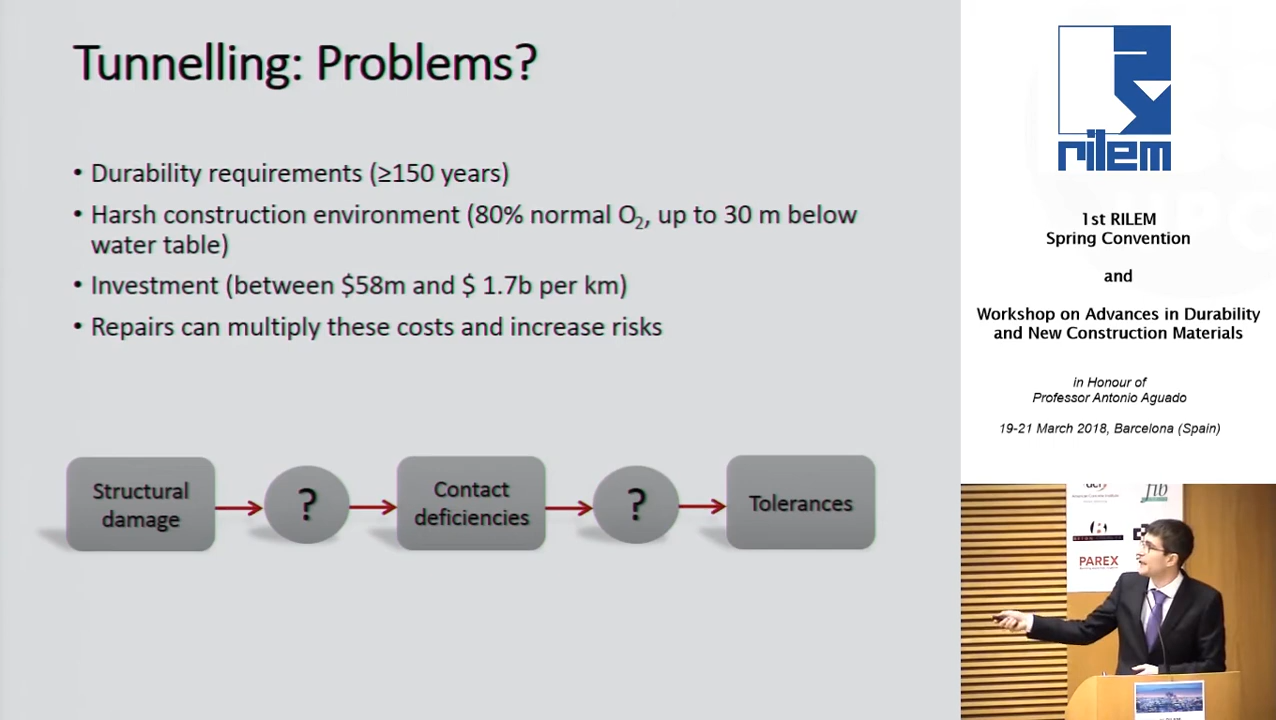 Tunnelling: Problems?
• Durability requirements (≥150 years)
• Harsh construction environment (80% normal O₂, up to 30 m below
water table)
• Investment (between $58m and $ 1.7b per km)
• Repairs can multiply these costs and increase risks
Structural
damage
?
Contact
deficiencies
?
Tolerances
rilem
1st RILEM
Spring Convention
and
Workshop on Advances in Durability
and New Construction Materials
in Honour of
Professor Antonio Aguado
19-21 March 2018, Barcelona (Spain)
fib
PAREX